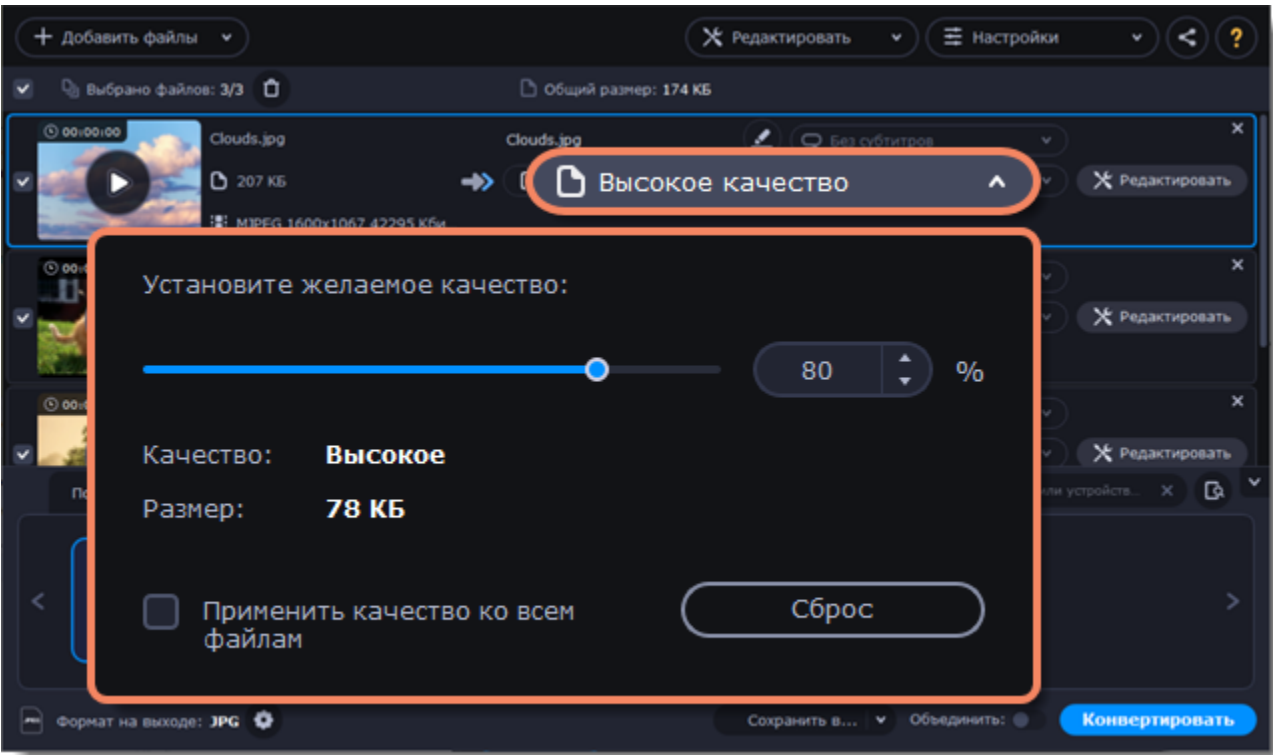 Добавить файлы
Редактировать
Настройки
?
Выбрано файлов: 3/3
Общий размер: 174 КБ
00:00:00
Clouds.jpg
Clouds.jpg
Без субтитров
207 КБ
Высокое качество
Редактировать
MJPEG 1600x1067 42295 Кби
Установите желаемое качество:
Редактировать
80 %
Качество: Высокое
Редактировать
Размер: 78 КБ
или устройств...
Применить качество ко всем
файлам
Сброс
Формат на выходе: JPG
Сохранить в...
Объединить:
Конвертировать